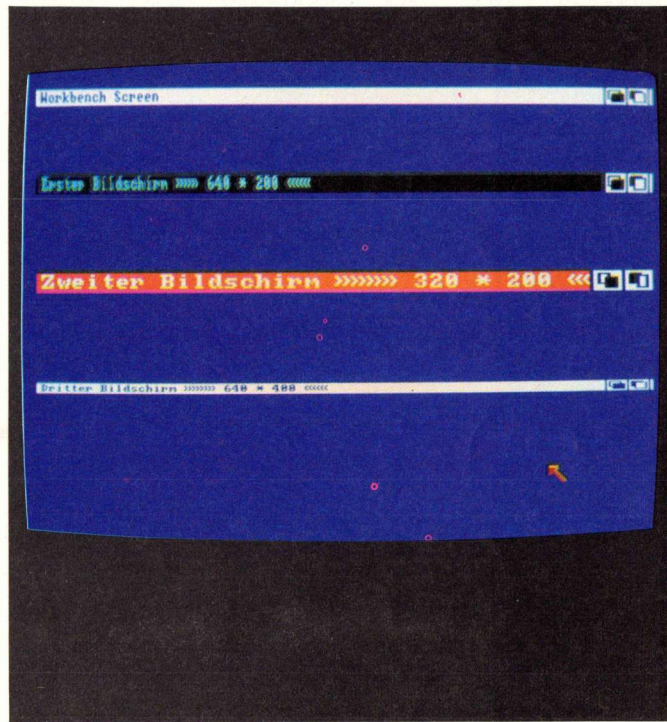 Workbench Screen
Erster Bildschirm >>>>> 640 * 200 <<<<<<
Zweiter Bildschirm >>>>>>>> 320 * 200 <<<
Dritter Bildschirm >>>>>>> 640 * 400 <<<<<<